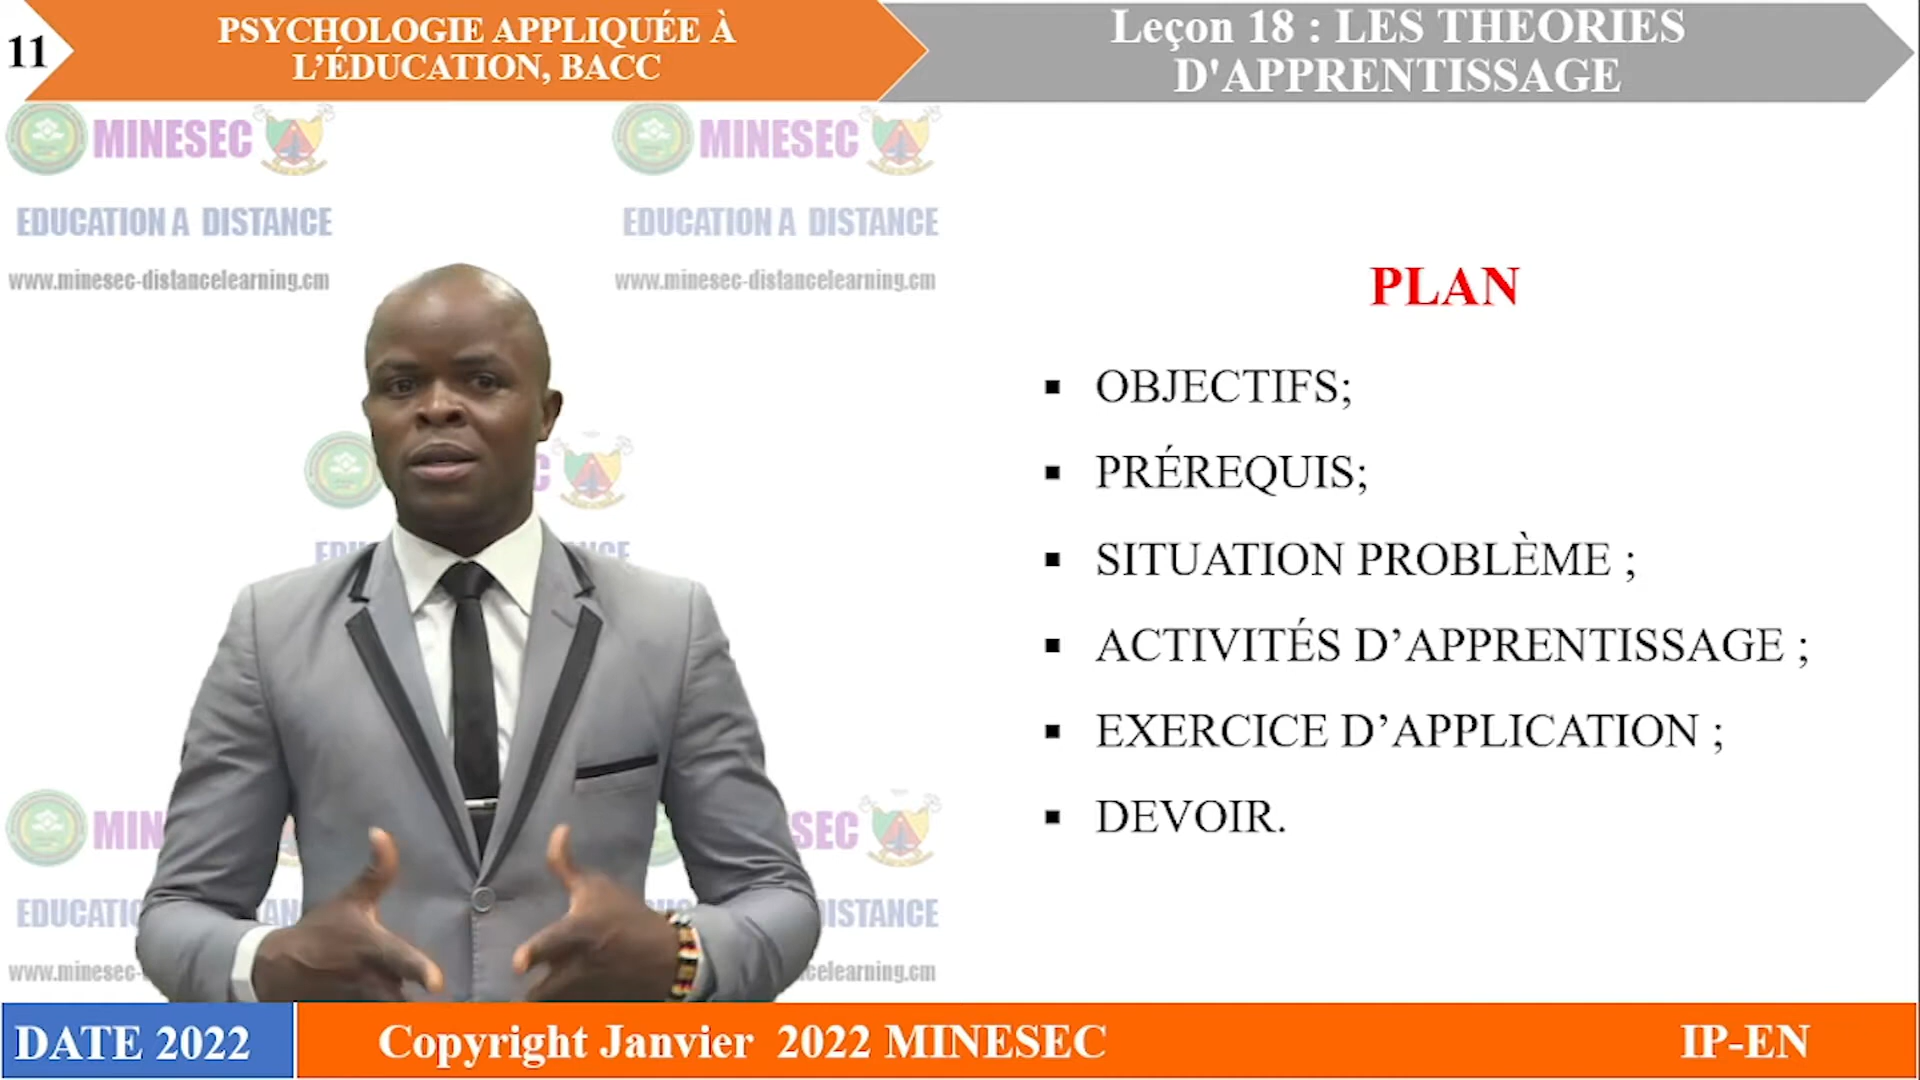 11
PSYCHOLOGIE APPLIQUÉE À
L’ÉDUCATION, BACC
Leçon 18 : LES THEORIES
D'APPRENTISSAGE
MINESEC
MINESEC
EDUCATION A DISTANCE
EDUCATION A DISTANCE
www.minesec-distancelearning.cm
www.minesec-distancelearning.cm
PLAN
▪ OBJECTIFS;
▪ PRÉREQUIS;
▪ SITUATION PROBLÈME ;
▪ ACTIVITÉS D’APPRENTISSAGE ;
▪ EXERCICE D’APPLICATION ;
▪ DEVOIR.
DATE 2022
Copyright Janvier 2022 MINESEC
IP-EN